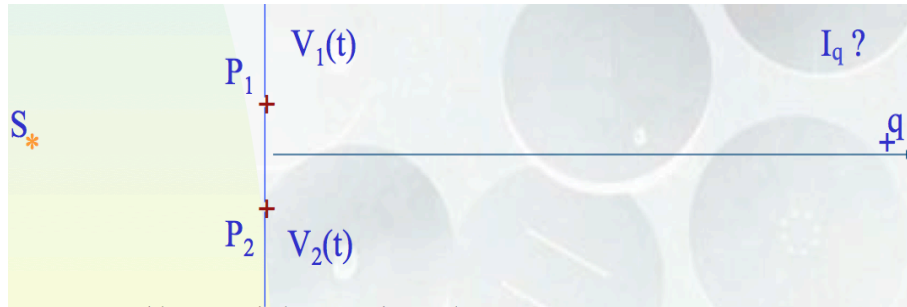 V₁(t)
I_q ?
P₁
S
q
P₂
V₂(t)